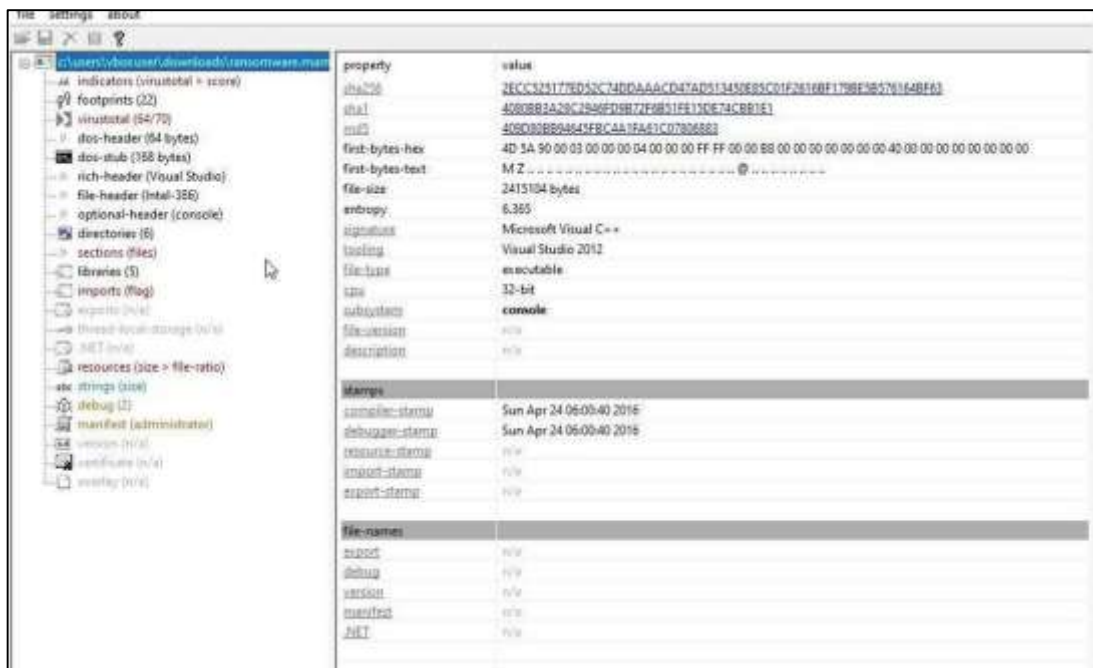 file settings about
c:\users\vboxuser\downloads\ransomware.mam
indicators (virustotal > score)
footprints (22)
virustotal (64/70)
dos-header (64 bytes)
dos-stub (168 bytes)
rich-header (Visual Studio)
file-header (Intel-386)
optional-header (console)
directories (6)
sections (files)
libraries (5)
imports (flag)
exports (n/a)
thread-local-storage (n/a)
.NET (n/a)
resources (size > file-ratio)
abc strings (size)
debug (2)
manifest (administrator)
version (n/a)
certificate (n/a)
overlay (n/a)
property value
sha256
sha1
md5
first-bytes-hex 4D 5A 90 00 03 00 00 00 04 00 00 00 FF FF 00 00 B8 00 00 00 00 00 00 00 40 00 00 00 00 00 00 00
first-bytes-text
file-size 2415104 bytes
entropy 6.365
signature Microsoft Visual C++
tooling Visual Studio 2012
file-type executable
cpu 32-bit
subsystem console
file-version n/a
description n/a
stamps
compiler-stamp Sun Apr 24 06:00:40 2016
debugger-stamp Sun Apr 24 06:00:40 2016
resource-stamp n/a
import-stamp n/a
export-stamp n/a
file-names
export n/a
debug n/a
version n/a
manifest n/a
.NET n/a